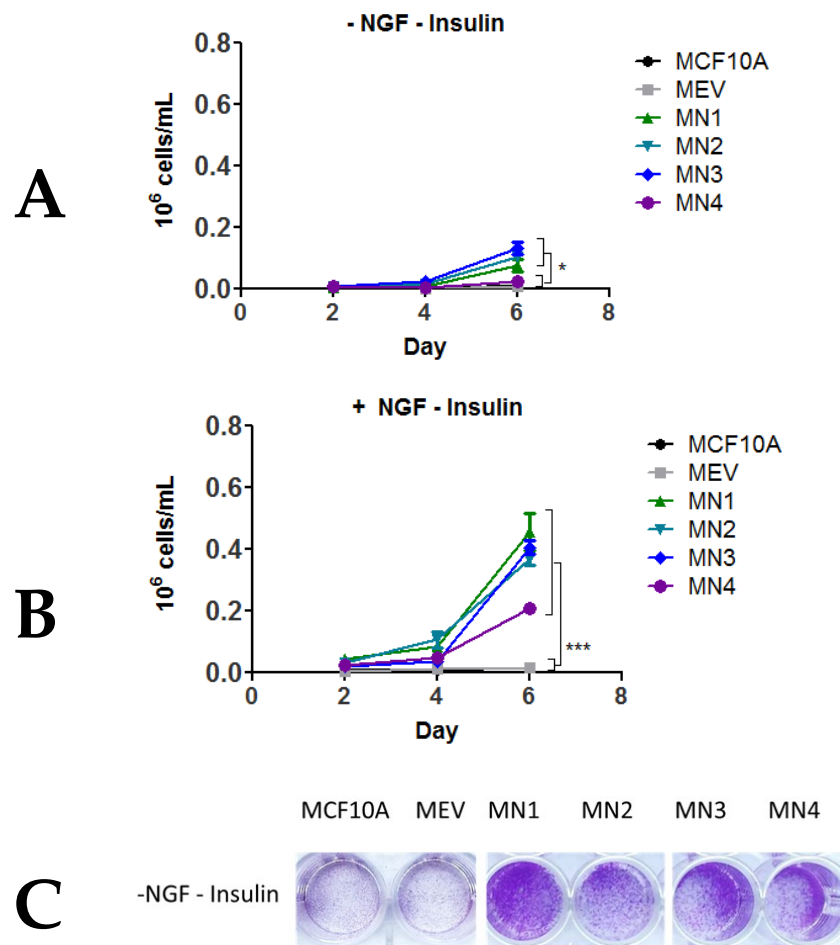 A
- NGF - Insulin
10⁶ cells/mL
0.8
0.6
0.4
0.2
0.0
0 2 4 6 8
Day
*
MCF10A
MEV
MN1
MN2
MN3
MN4
B
+ NGF - Insulin
10⁶ cells/mL
0.8
0.6
0.4
0.2
0.0
0 2 4 6 8
Day
***
MCF10A
MEV
MN1
MN2
MN3
MN4
C
MCF10A MEV MN1 MN2 MN3 MN4
-NGF - Insulin